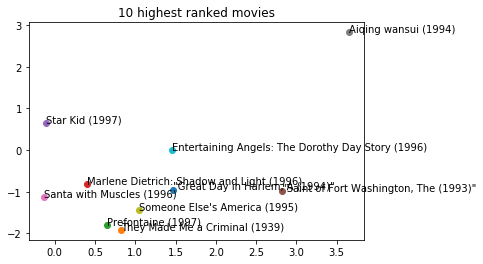 10 highest ranked movies
3
2
1
0
−1
−2
Aiqing wansui (1994)
Star Kid (1997)
Entertaining Angels: The Dorothy Day Story (1996)
Marlene Dietrich: Shadow and Light (1996)
"Great Day in Harlem, A (1994)"
"Saint of Fort Washington, The (1993)"
Santa with Muscles (1996)
Someone Else's America (1995)
Prefontaine (1997)
They Made Me a Criminal (1939)
0.0 0.5 1.0 1.5 2.0 2.5 3.0 3.5